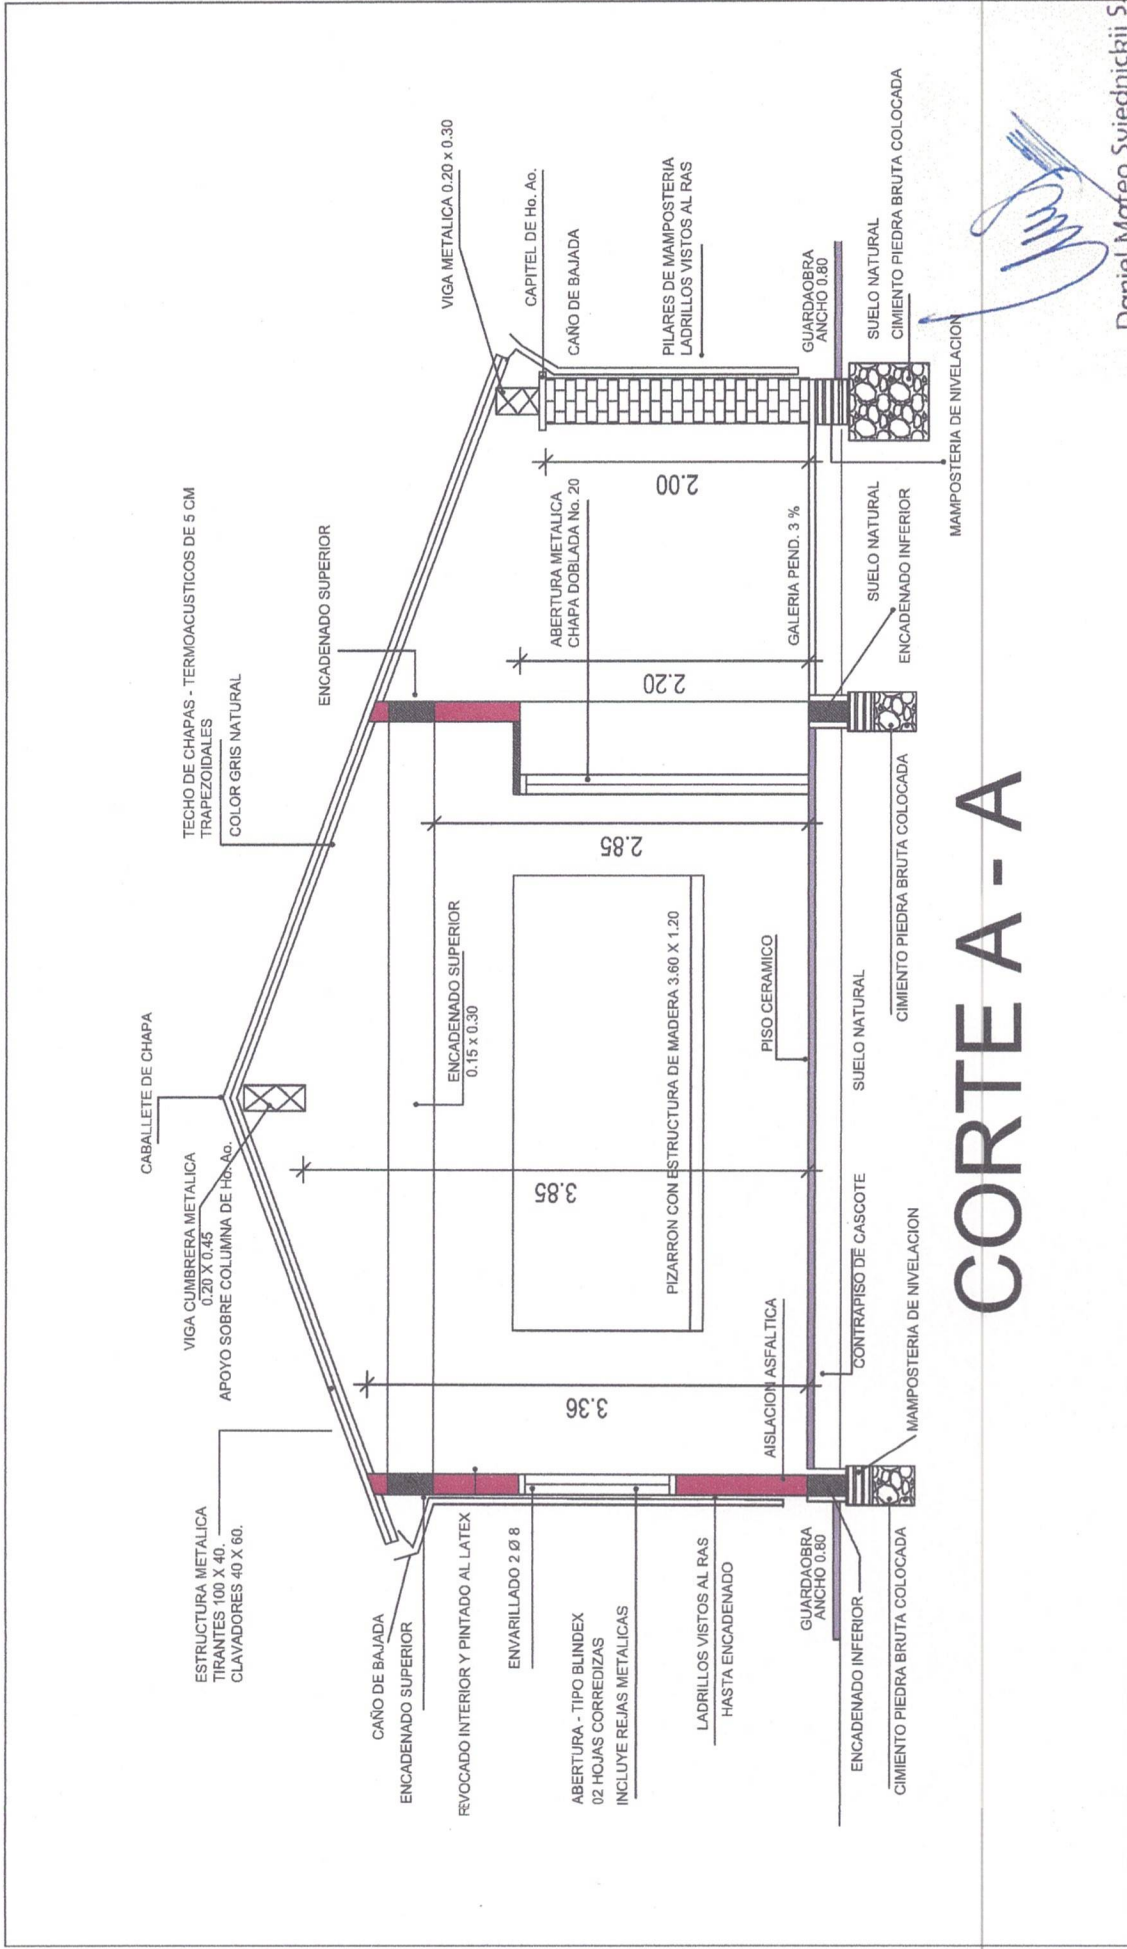 CABALLETE DE CHAPA
VIGA CUMBRERA METALICA
0.20 X 0.45
APOYO SOBRE COLUMNA DE Ho. Ao.
ESTRUCTURA METALICA
TIRANTES 100 X 40.
CLAVADORES 40 X 60.
TECHO DE CHAPAS - TERMOACUSTICOS DE 5 CM
TRAPEZOIDALES
COLOR GRIS NATURAL
ENCADENADO SUPERIOR
VIGA METALICA 0.20 x 0.30
CAPITEL DE Ho. Ao.
CAÑO DE BAJADA
PILARES DE MAMPOSTERIA
LADRILLOS VISTOS AL RAS
GUARDAOBRA
ANCHO 0.80
SUELO NATURAL
CIMIENTO PIEDRA BRUTA COLOCADA
MAMPOSTERIA DE NIVELACION
CAÑO DE BAJADA
ENCADENADO SUPERIOR
REVOCADO INTERIOR Y PINTADO AL LATEX
ENVARILLADO 2 Ø 8
ABERTURA - TIPO BLINDEX
02 HOJAS CORREDIZAS
INCLUYE REJAS METALICAS
LADRILLOS VISTOS AL RAS
HASTA ENCADENADO
GUARDAOBRA
ANCHO 0.80
ENCADENADO INFERIOR
CIMIENTO PIEDRA BRUTA COLOCADA
3.36
AISLACION ASFALTICA
3.85
ENCADENADO SUPERIOR
0.15 x 0.30
PIZARRON CON ESTRUCTURA DE MADERA 3.60 X 1.20
2.85
PISO CERAMICO
ABERTURA METALICA
CHAPA DOBLADA No. 20
2.20
2.00
GALERIA PEND. 3 %
CONTRAPISO DE CASCOTE
MAMPOSTERIA DE NIVELACION
SUELO NATURAL
CIMIENTO PIEDRA BRUTA COLOCADA
SUELO NATURAL
ENCADENADO INFERIOR
CORTE A - A
Daniel Mateo Sviednickij S.